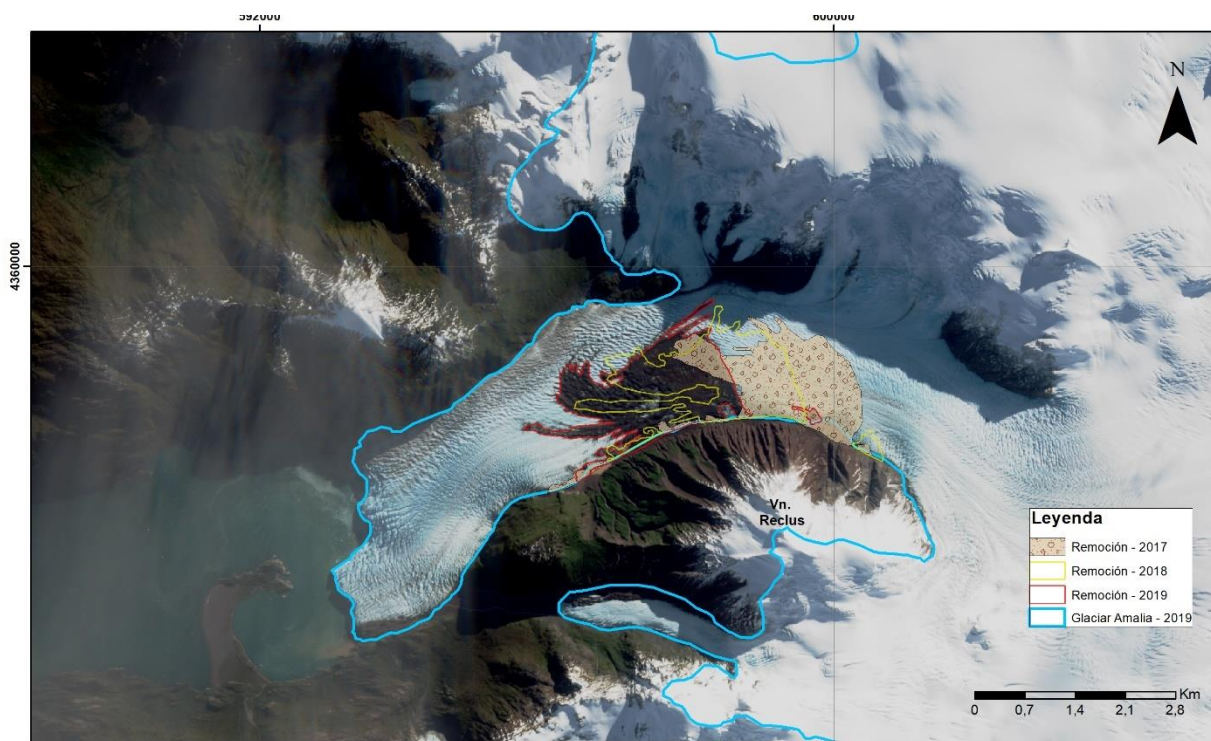 592000
600000
N
4360000
Vn.
Reclus
Leyenda
Remoción - 2017
Remoción - 2018
Remoción - 2019
Glaciar Amalia - 2019
Km
0 0,7 1,4 2,1 2,8